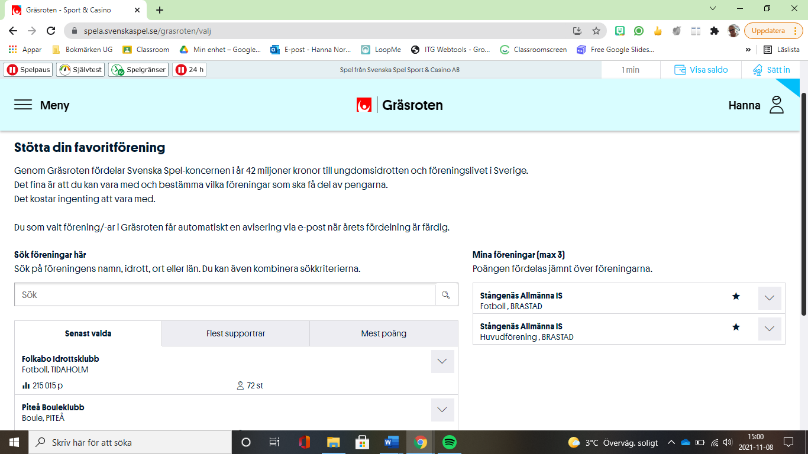 Gräsroten - Sport & Casino
spela.svenskaspel.se/grasroten/valj
Uppdatera
Appar
Bokmärken UG
Classroom
Min enhet – Google...
E-post – Hanna Nor...
LoopMe
ITG Webtools - Gro...
Classroomscreen
Free Google Slides...
»
Läslista
Spelpaus
Självtest
Spelgränser
24 h
Spel från Svenska Spel Sport & Casino AB
1 min
Visa saldo
Sätt in
Meny
Gräsroten
Hanna
Stötta din favoritförening
Genom Gräsroten fördelar Svenska Spel-koncernen i år 42 miljoner kronor till ungdomsidrotten och föreningslivet i Sverige.
Det fina är att du kan vara med och bestämma vilka föreningar som ska få del av pengarna.
Det kostar ingenting att vara med.
Du som valt förening/-ar i Gräsroten får automatiskt en avisering via e-post när årets fördelning är färdig.
Sök föreningar här
Sök på föreningens namn, idrott, ort eller län. Du kan även kombinera sökkriterierna.
Sök
Senast valda
Flest supportrar
Mest poäng
Folkabo Idrottsklubb
Fotboll, TIDAHOLM
215 015 p
72 st
Piteå Bouleklubb
Boule, PITEÅ
Mina föreningar (max 3)
Poängen fördelas jämnt över föreningarna.
Stångenäs Allmänna IS
Fotboll , BRASTAD
Stångenäs Allmänna IS
Huvudförening , BRASTAD
Skriv här för att söka
3°C Överväg. soligt
15:00
2021-11-08